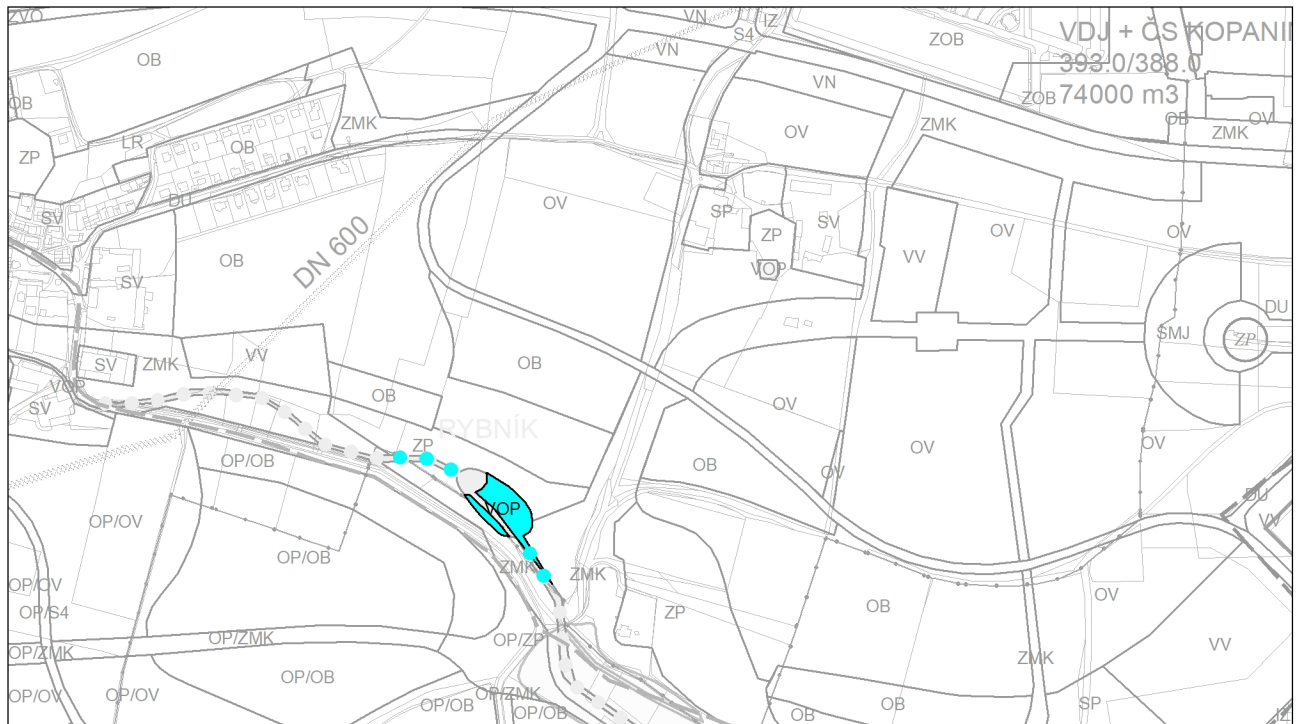 ZVO
VN
IZ
S4
ZOB
VDJ + ČS KOPANI
OB
VN
393.0/388.0
VN
ZOB
74000 m3
OB
ZMK
OV
ZMK
OB
OV
ZMK
LR
OB
ZP
DU
OV
SP
SV
SV
ZP
OV
OV
DN 600
OB
VV
VOP
SV
DU
SMJ
ZP
VV
ZMK
SV
OB
VOP
OB
OV
SV
RYBNÍK
ZP
OV
OV
OP/OB
OB
OV
DU
VOP
VV
OP/OV
OP/OB
ZMK
ZMK
OP/OV
OV
OB
OP/S4
ZP
OP/ZMK
OP/ZP
VV
OP/ZMK
ZMK
OP/OB
OP/OV
OP/OV
OP/ZMK
OP/OB
OP/OB
OB
OB
SP
IZ